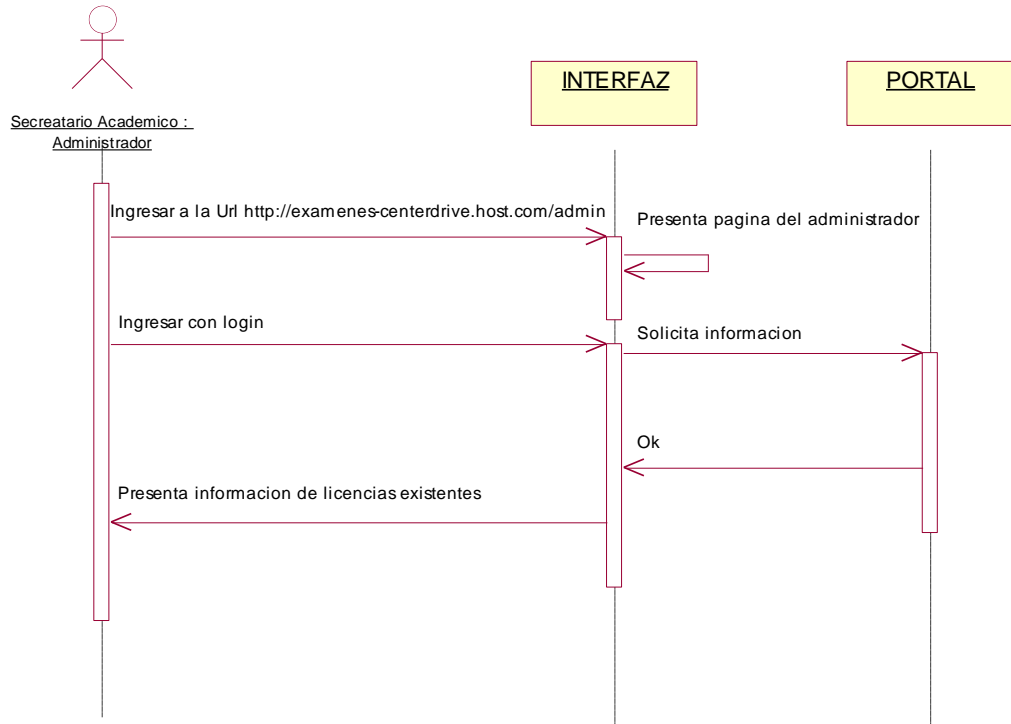 INTERFAZ
PORTAL
Secreatario Academico :
Administrador
Ingresar a la Url http://examenes-centerdrive.host.com/admin
Presenta pagina del administrador
Ingresar con login
Solicita informacion
Ok
Presenta informacion de licencias existentes